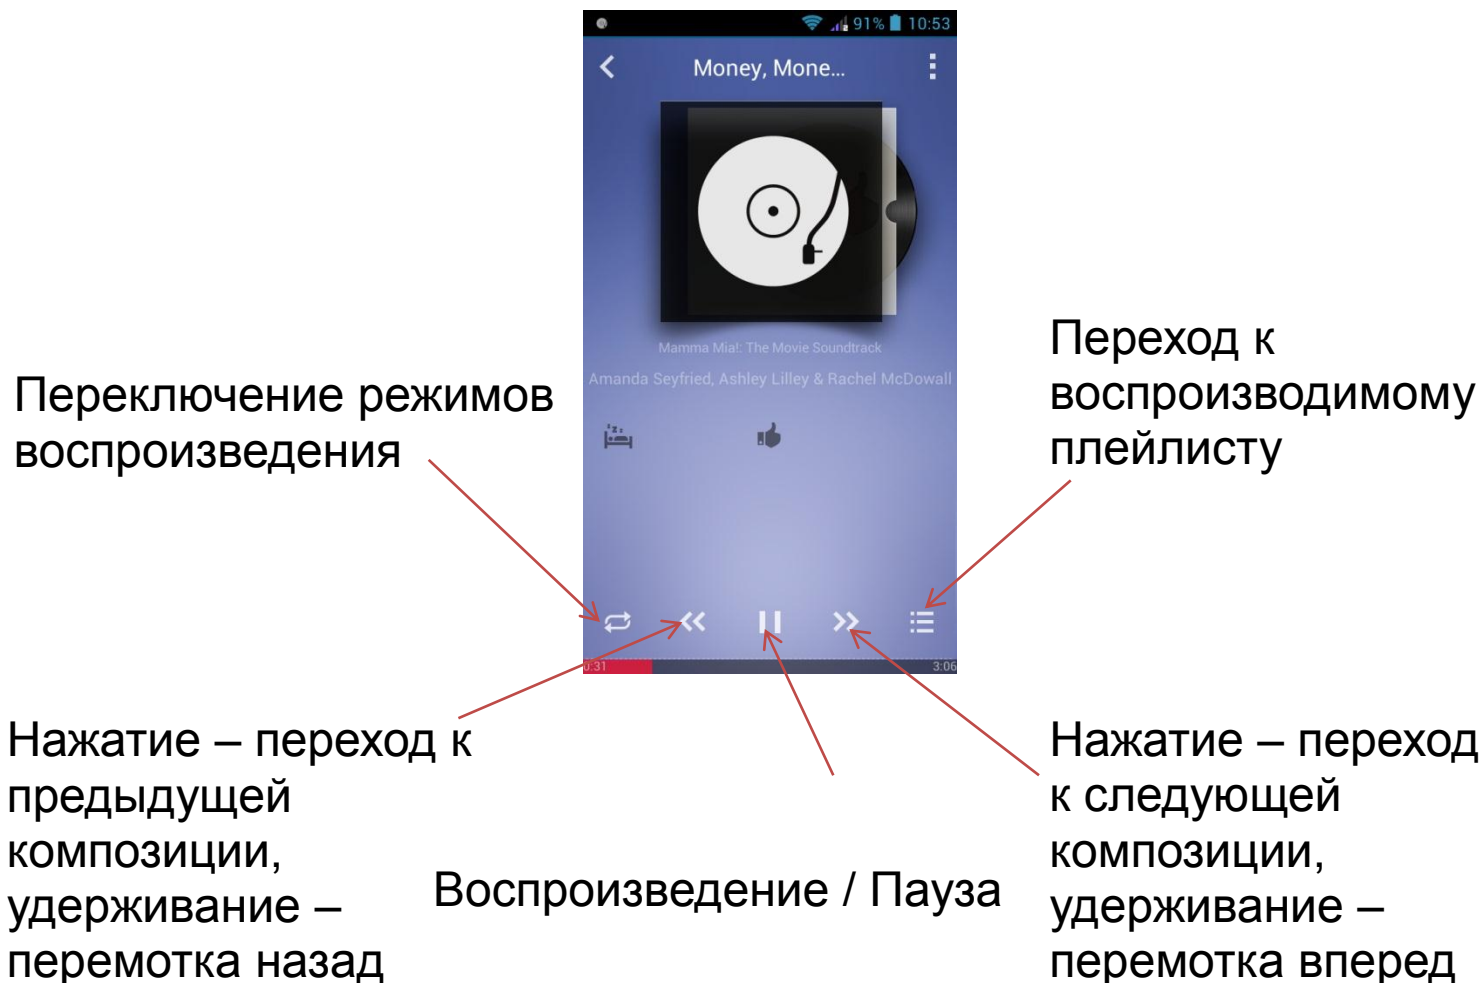 91% 10:53
Money, Mone...
Mamma Mia!: The Movie Soundtrack
Amanda Seyfried, Ashley Lilley & Rachel McDowall
0:31 3:06
Переключение режимов
воспроизведения
Переход к
воспроизводимому
плейлисту
Нажатие – переход к
предыдущей
композиции,
удерживание –
перемотка назад
Воспроизведение / Пауза
Нажатие – переход
к следующей
композиции,
удерживание –
перемотка вперед